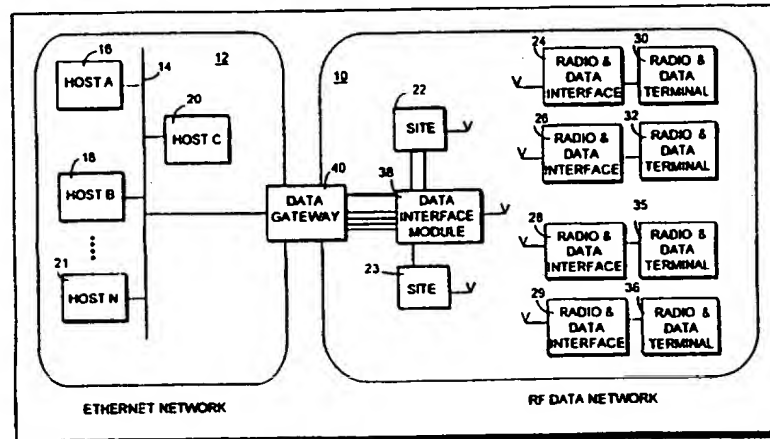 16
HOST A
14
12
20
HOST C
18
HOST B
21
HOST N
ETHERNET NETWORK
40
DATA
GATEWAY
10
22
SITE
V
38
DATA
INTERFACE
MODULE
V
23
SITE
V
24
V
RADIO &
DATA
INTERFACE
30
RADIO &
DATA
TERMINAL
26
V
RADIO &
DATA
INTERFACE
32
RADIO &
DATA
TERMINAL
28
V
RADIO &
DATA
INTERFACE
35
RADIO &
DATA
TERMINAL
29
V
RADIO &
DATA
INTERFACE
36
RADIO &
DATA
TERMINAL
RF DATA NETWORK